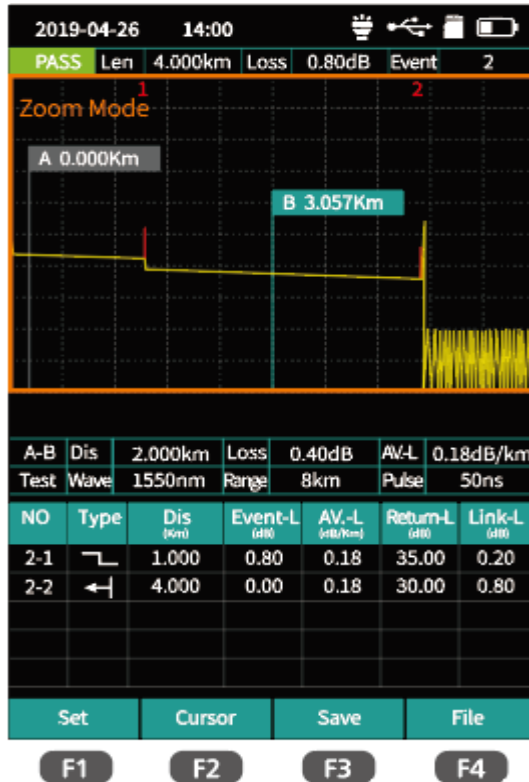 2019-04-26 14:00
PASS Len 4.000km Loss 0.80dB Event 2
1 2
Zoom Mode
A 0.000Km
B 3.057Km
A-B Dis 2.000km Loss 0.40dB AV.-L 0.18dB/km
Test Wave 1550nm Range 8km Pulse 50ns
NO Type Dis Event-L AV.-L Return-L Link-L
(Km) (dB) (dB/Km) (dB) (dB)
2-1 1.000 0.80 0.18 35.00 0.20
2-2 4.000 0.00 0.18 30.00 0.80
Set Cursor Save File
F1 F2 F3 F4